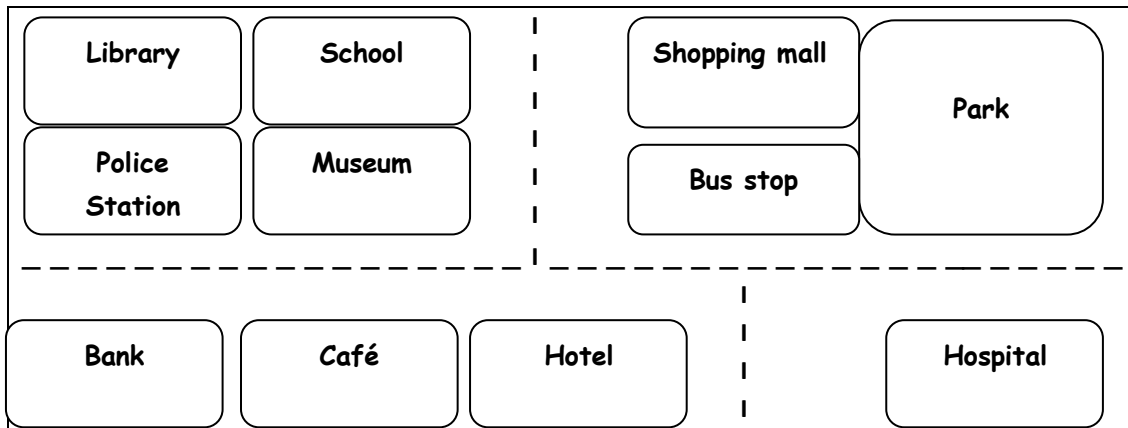 Library
School
Shopping mall
Park
Police
Station
Museum
Bus stop
Bank
Café
Hotel
Hospital